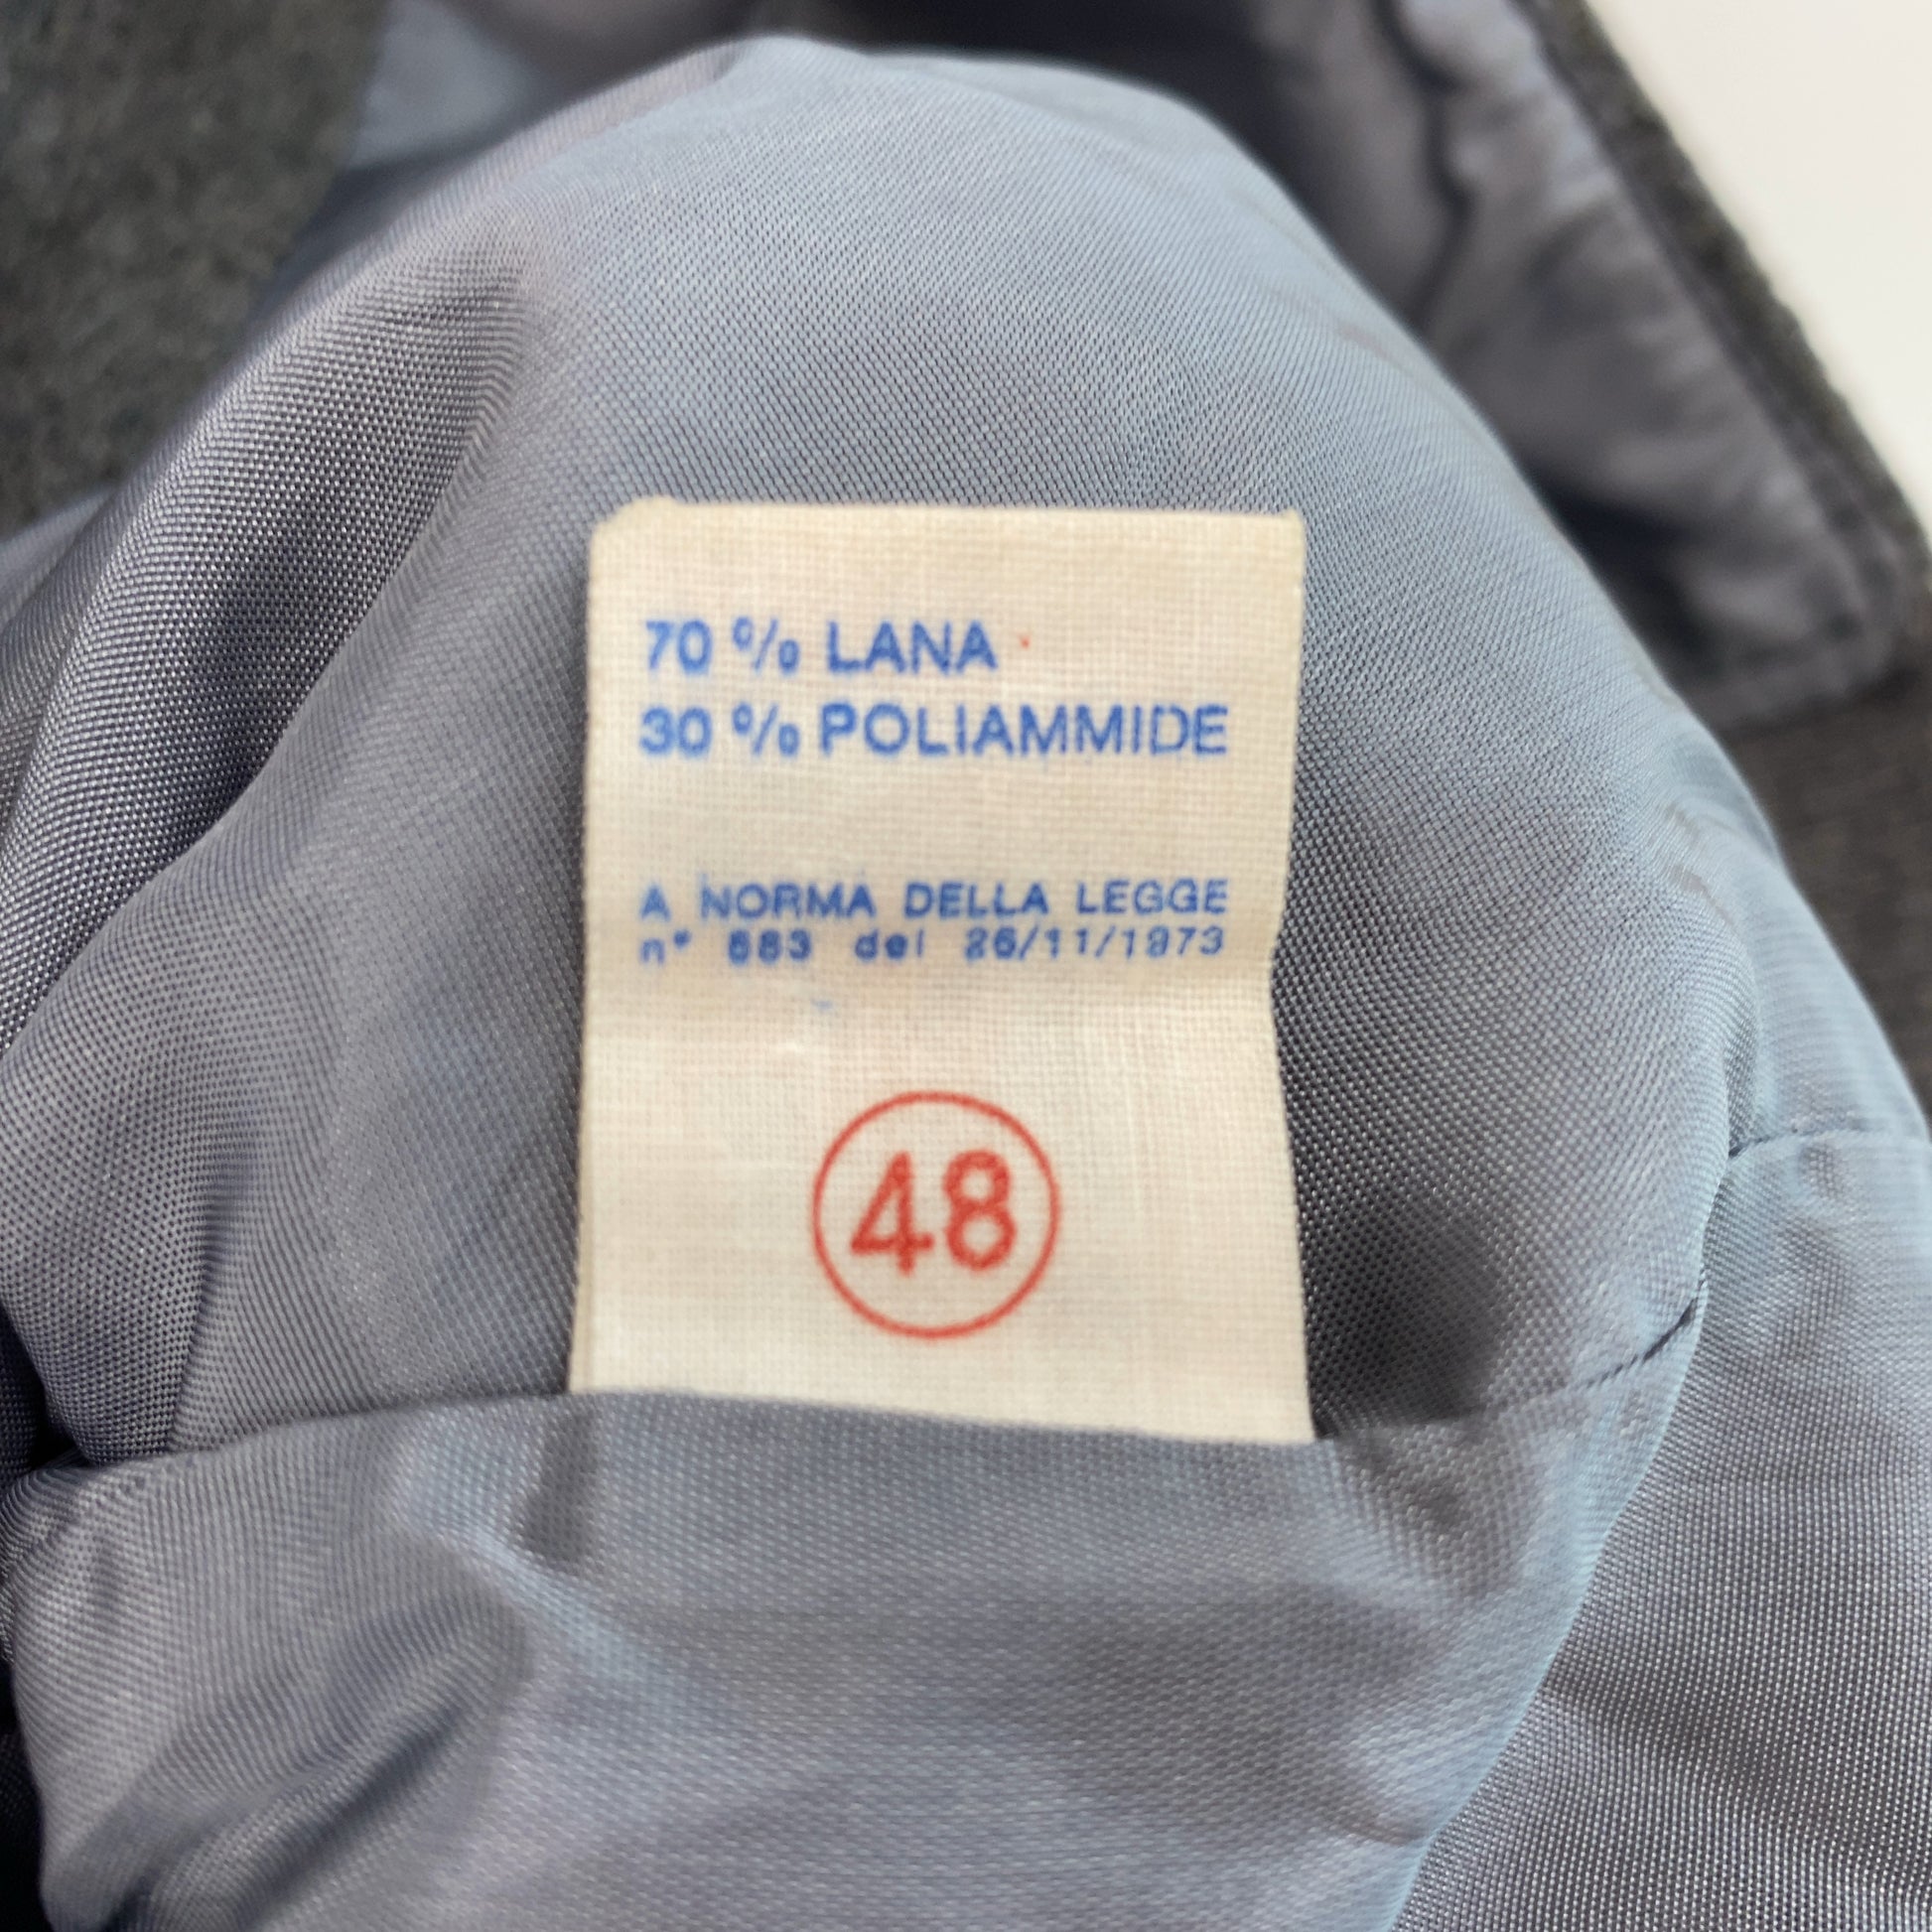 70 % LANA
30 % POLIAMMIDE
A NORMA DELLA LEGGE
n° 883 del 26/11/1973
48